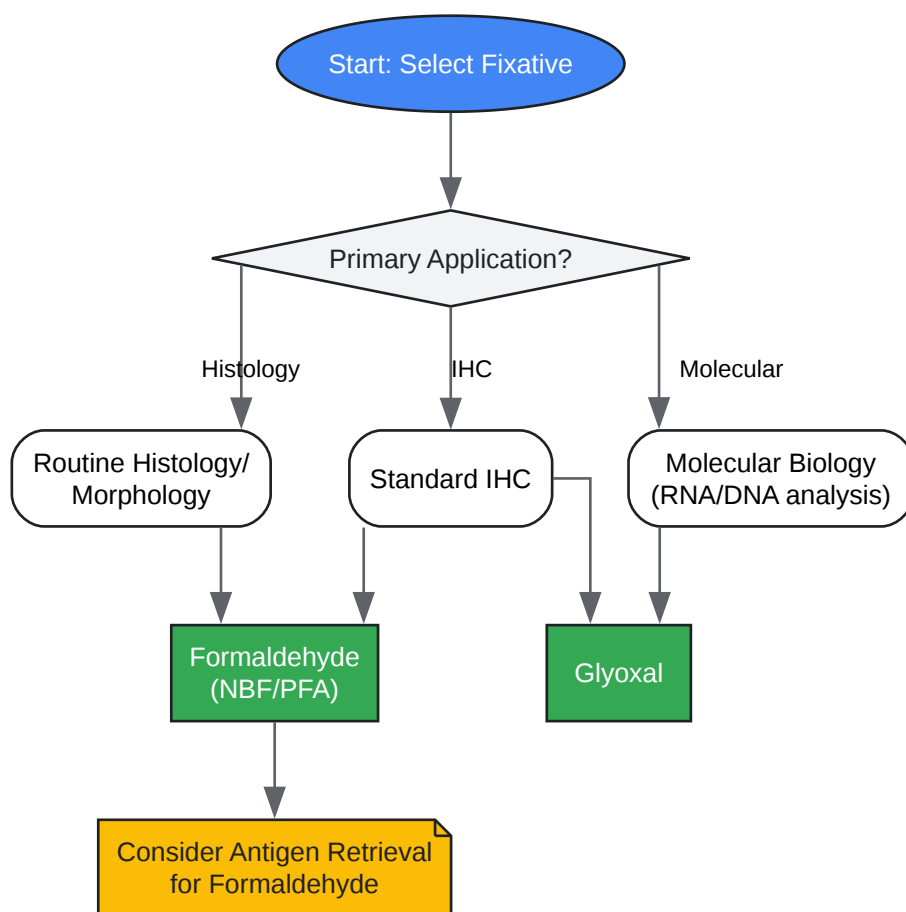 Start: Select Fixative
Primary Application?
Histology
IHC
Molecular
Routine Histology/
Morphology
Standard IHC
Molecular Biology
(RNA/DNA analysis)
Formaldehyde
(NBF/PFA)
Glyoxal
Consider Antigen Retrieval
for Formaldehyde